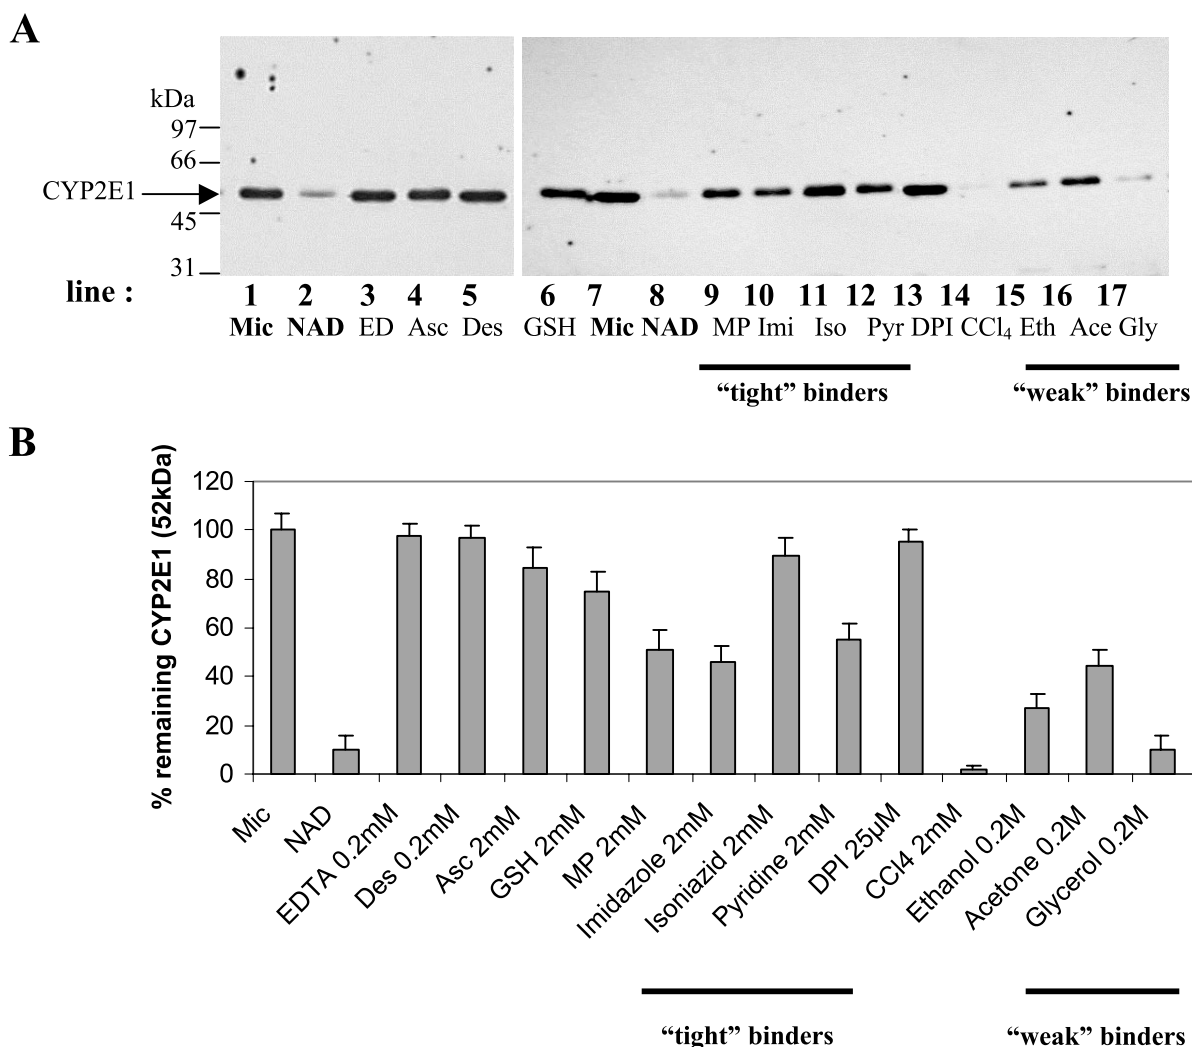 A
kDa
97
66
CYP2E1
45
31
line :
1 2 3 4 5 6 7 8 9 10 11 12 13 14 15 16 17
Mic NAD ED Asc Des GSH Mic NAD MP Imi Iso Pyr DPI CCl4 Eth Ace Gly
“tight” binders “weak” binders
B
% remaining CYP2E1 (52kDa)
120
100
80
60
40
20
0
Mic
NAD
EDTA 0.2mM
Des 0.2mM
Asc 2mM
GSH 2mM
MP 2mM
Imidazole 2mM
Isoniazid 2mM
Pyridine 2mM
DPI 25µM
CCl4 2mM
Ethanol 0.2M
Acetone 0.2M
Glycerol 0.2M
“tight” binders “weak” binders